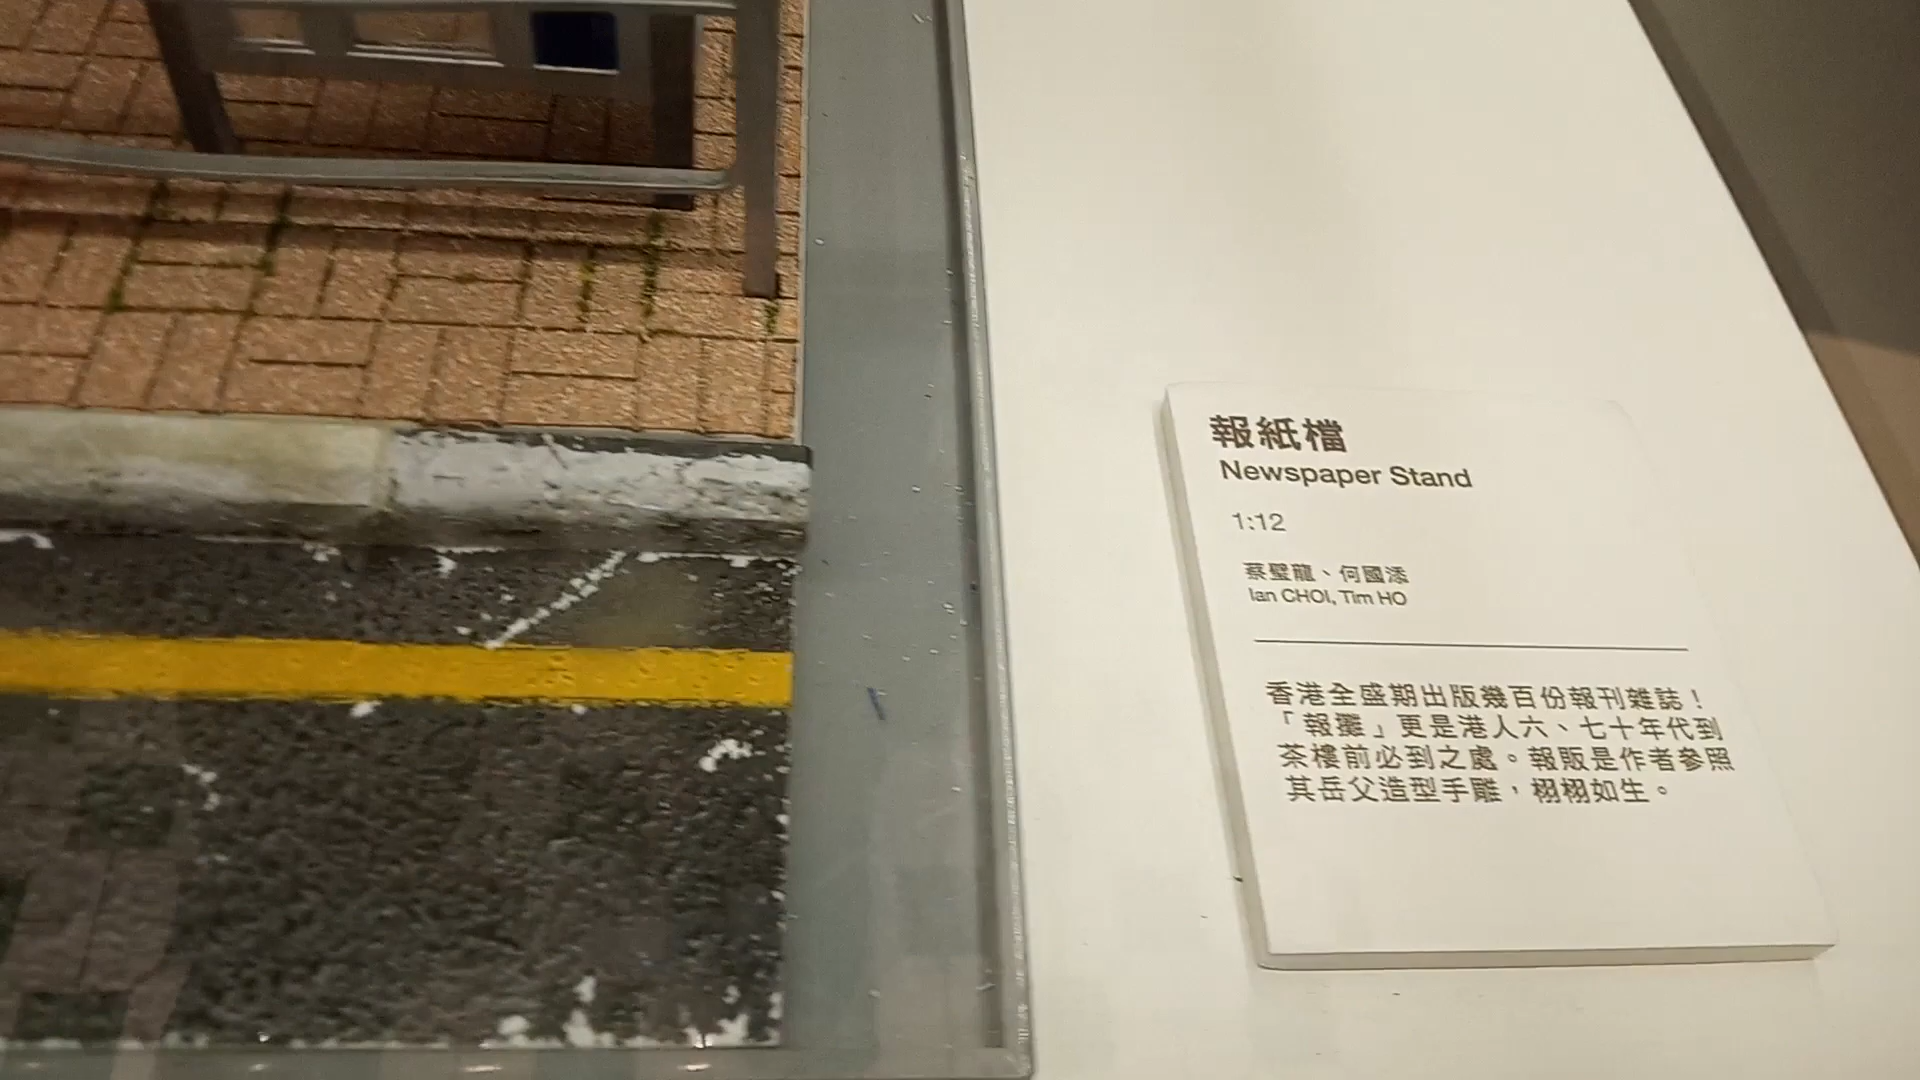 報紙檔
Newspaper Stand
1:12
蔡璧龍、何國添
Ian CHOI, Tim HO
香港全盛期出版幾百份報刊雜誌！
「報攤」更是港人六、七十年代到
茶樓前必到之處。報販是作者參照
其岳父造型手雕，栩栩如生。